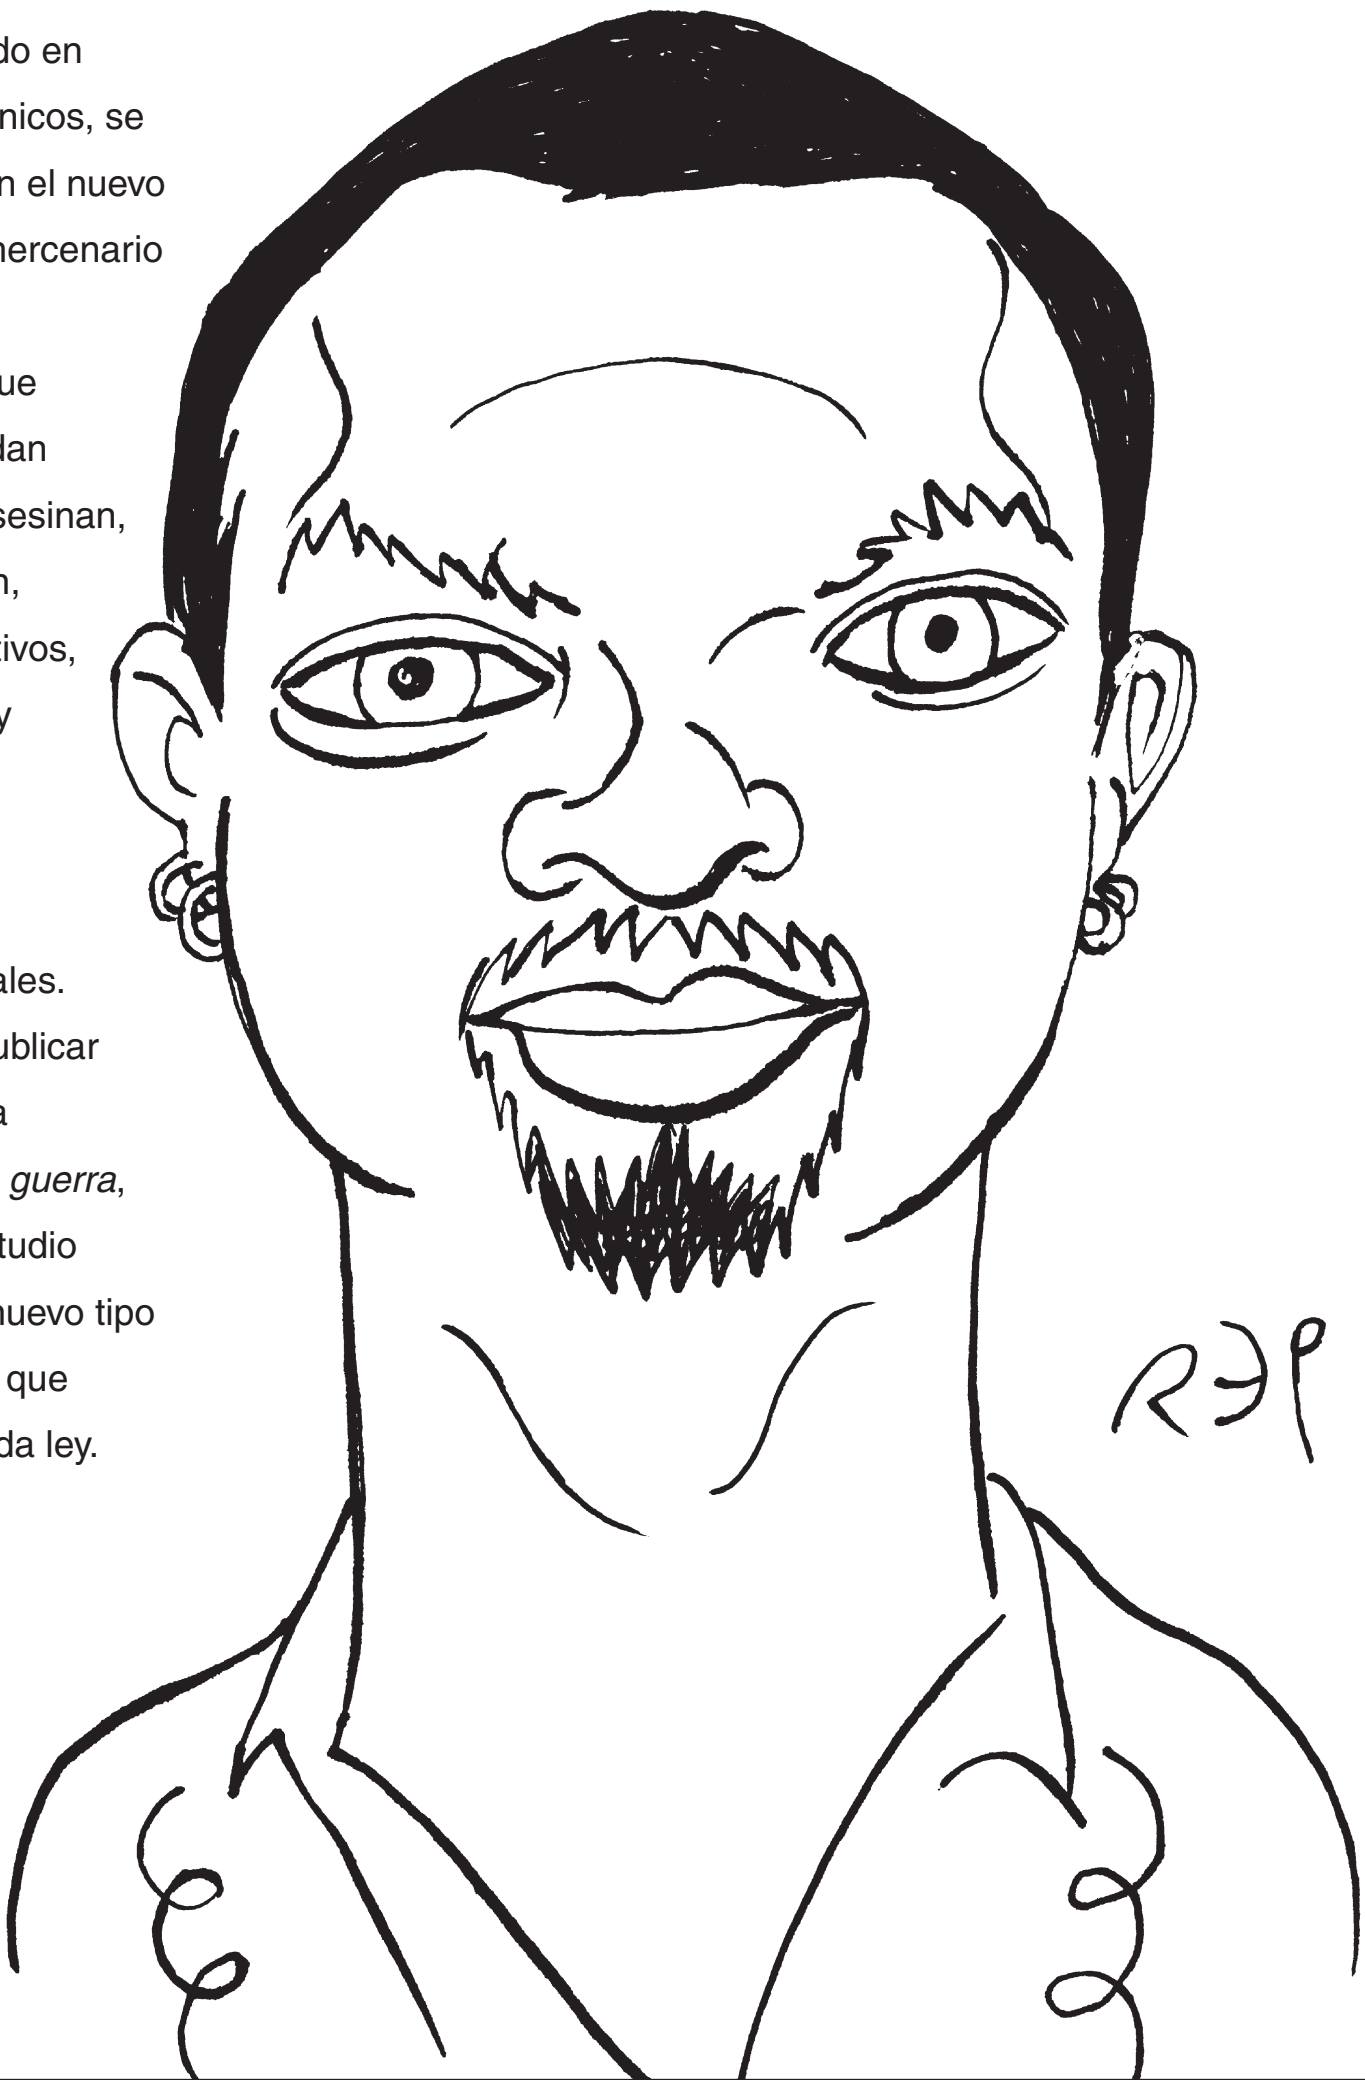 do en
nicos, se
n el nuevo
mercenario
ue
dan
sesinan,
n,
tivos,
y
ales.
ublicar
a
guerra,
tudio
nuevo tipo
que
da ley.
REP